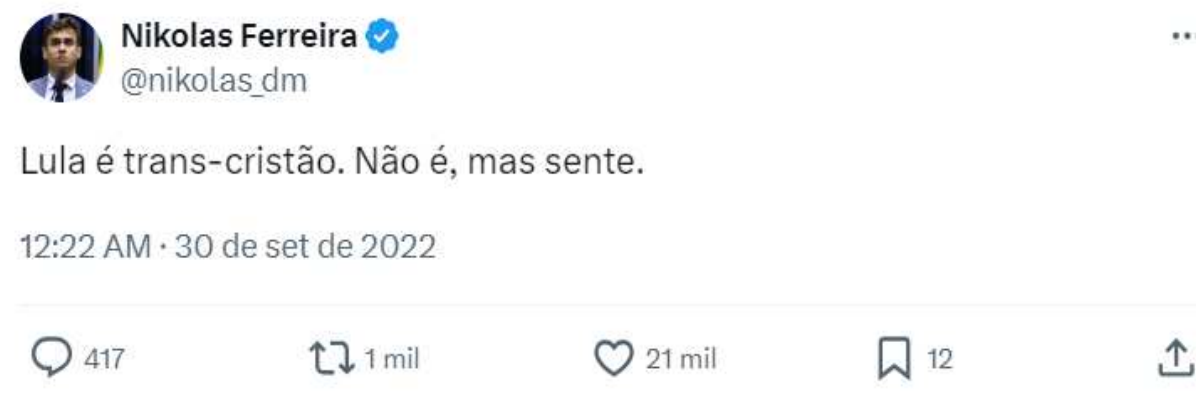 Nikolas Ferreira
@nikolas_dm
Lula é trans-cristão. Não é, mas sente.
12:22 AM · 30 de set de 2022
417 1 mil 21 mil 12